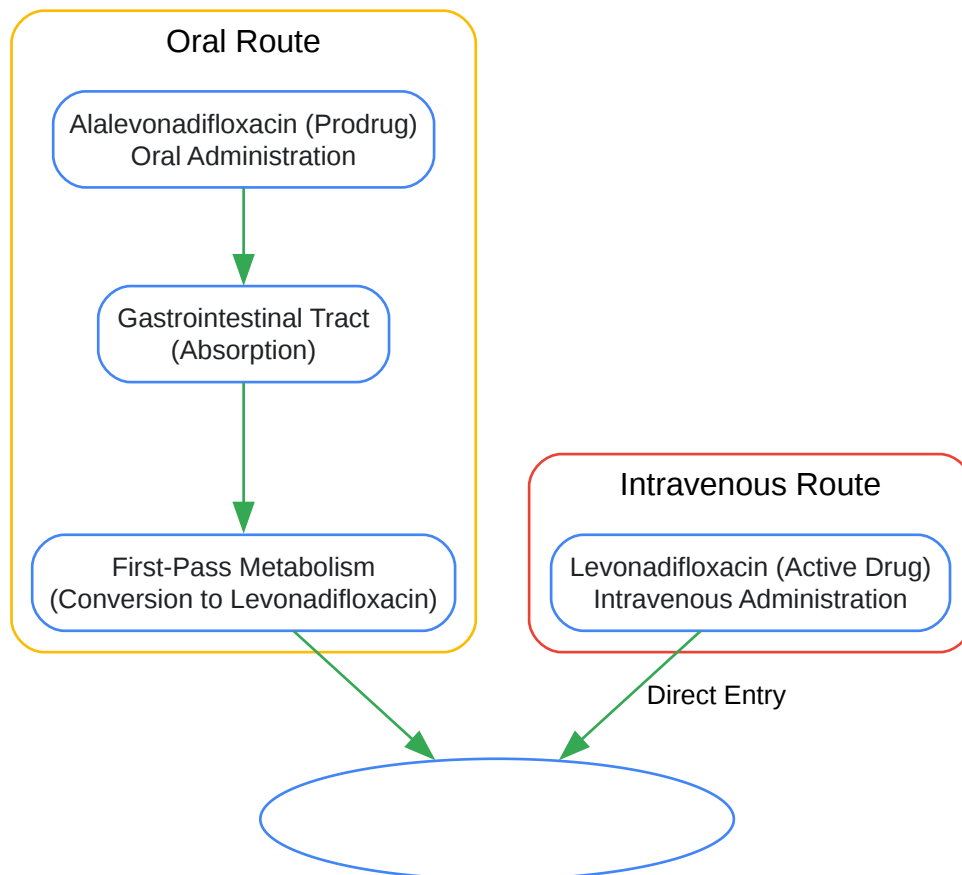 Oral Route
Alalevonadifloxacin (Prodrug)
Oral Administration
Gastrointestinal Tract
(Absorption)
First-Pass Metabolism
(Conversion to Levonadifloxacin)
Intravenous Route
Levonadifloxacin (Active Drug)
Intravenous Administration
Direct Entry